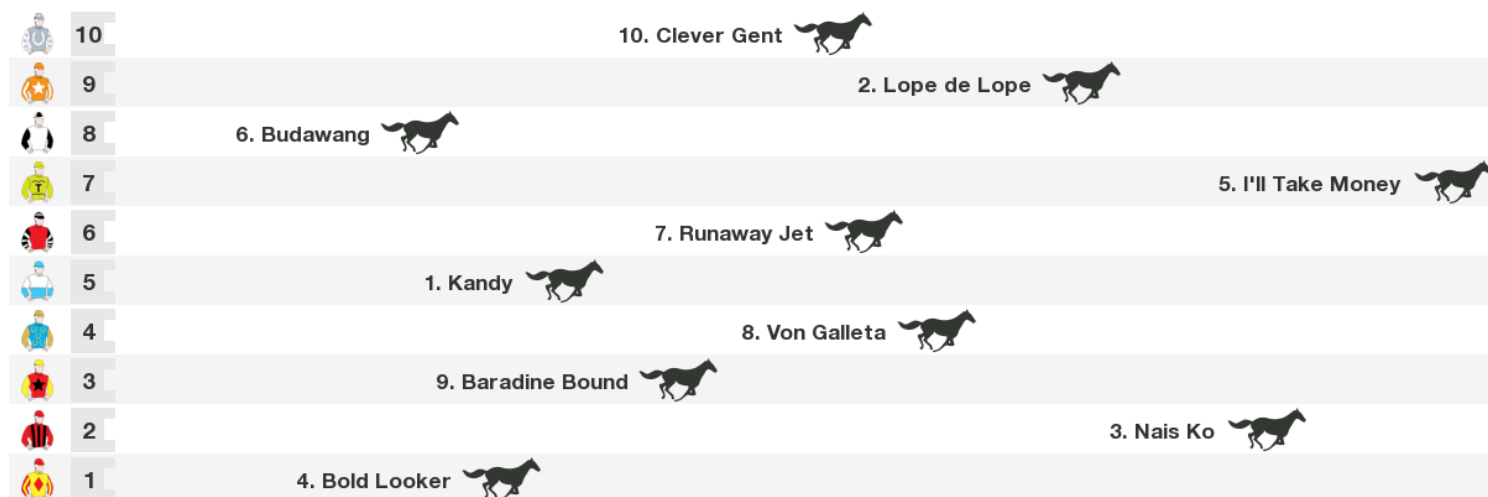 10 10. Clever Gent
9 2. Lope de Lope
8 6. Budawang
7 T 5. I'll Take Money
6 7. Runaway Jet
5 1. Kandy
4 8. Von Galleta
3 9. Baradine Bound
2 3. Nais Ko
1 4. Bold Looker